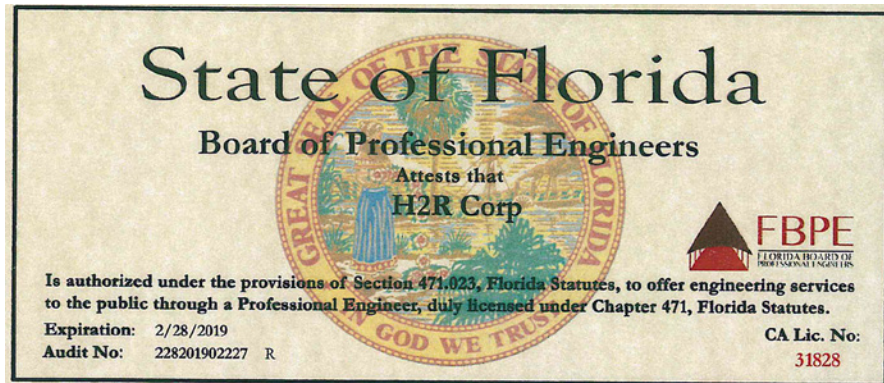 State of Florida
Board of Professional Engineers
Attests that
H2R Corp
FBPE
FLORIDA BOARD OF
PROFESSIONAL ENGINEERS
Is authorized under the provisions of Section 471.023, Florida Statutes, to offer engineering services
to the public through a Professional Engineer, duly licensed under Chapter 471, Florida Statutes.
Expiration: 2/28/2019
Audit No: 228201902227 R
CA Lic. No:
31828
GREAT SEAL OF THE STATE OF FLORIDA
IN GOD WE TRUST